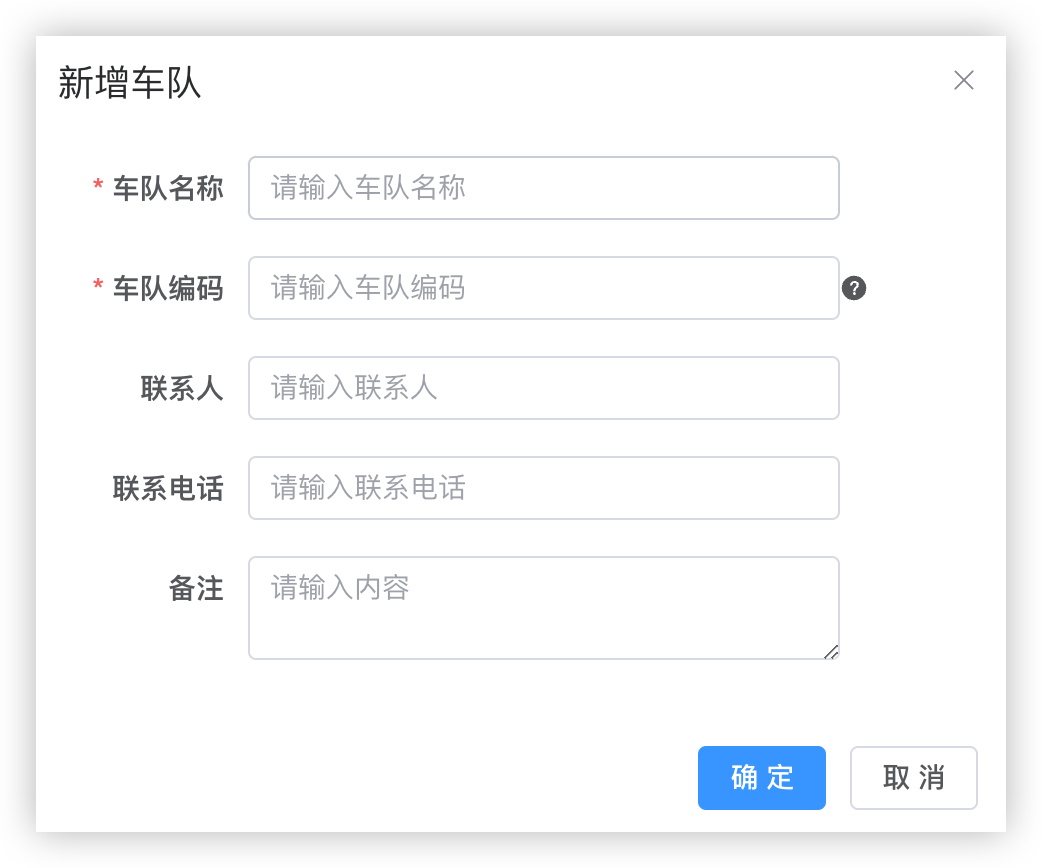 新增车队
* 车队名称 请输入车队名称
* 车队编码 请输入车队编码 ?
联系人 请输入联系人
联系电话 请输入联系电话
备注 请输入内容
确 定 取 消